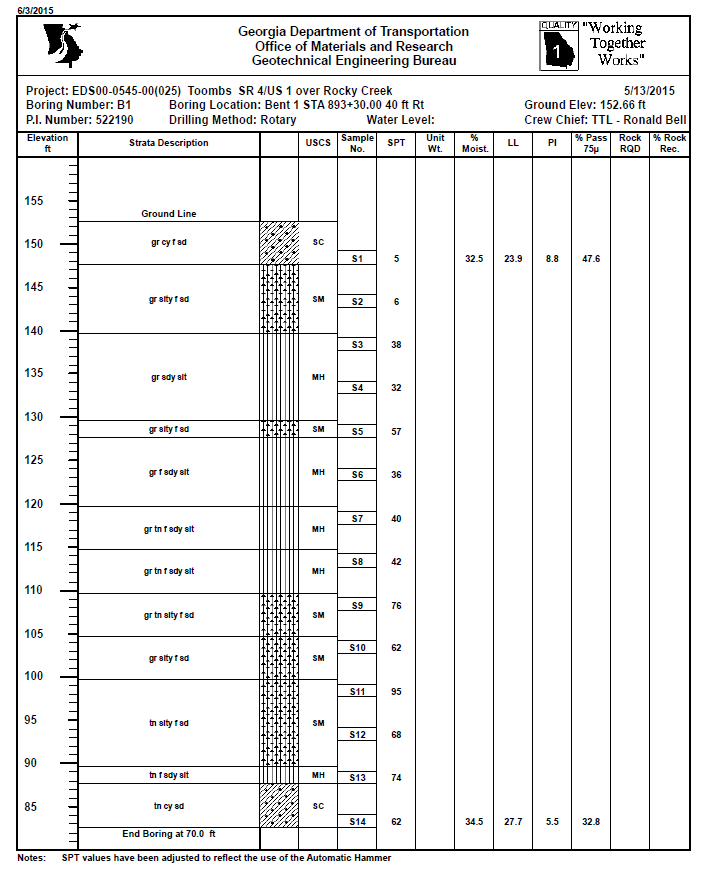 6/3/2015
Georgia Department of Transportation
Office of Materials and Research
Geotechnical Engineering Bureau
QUALITY
1
"Working
Together
Works"
Project: EDS00-0545-00(025) Toombs SR 4/US 1 over Rocky Creek 5/13/2015
Boring Number: B1 Boring Location: Bent 1 STA 893+30.00 40 ft Rt Ground Elev: 152.66 ft
P.I. Number: 522190 Drilling Method: Rotary Water Level: Crew Chief: TTL - Ronald Bell
Elevation ft Strata Description USCS Sample No. SPT Unit Wt. % Moist. LL PI % Pass 75µ Rock RQD % Rock Rec.
155
Ground Line
150 gr cy f sd SC
S1 5 32.5 23.9 8.8 47.6
145
gr slty f sd SM S2 6
140
S3 38
135 gr sdy slt MH
S4 32
130
gr slty f sd SM S5 57
125
gr f sdy slt MH S6 36
120
S7 40
gr tn f sdy slt MH
115
S8 42
gr tn f sdy slt MH
110
S9 76
gr tn slty f sd SM
105
S10 62
gr slty f sd SM
100
S11 95
95 tn slty f sd SM
S12 68
90
tn f sdy slt MH S13 74
85 tn cy sd SC
S14 62 34.5 27.7 5.5 32.8
End Boring at 70.0 ft
Notes: SPT values have been adjusted to reflect the use of the Automatic Hammer